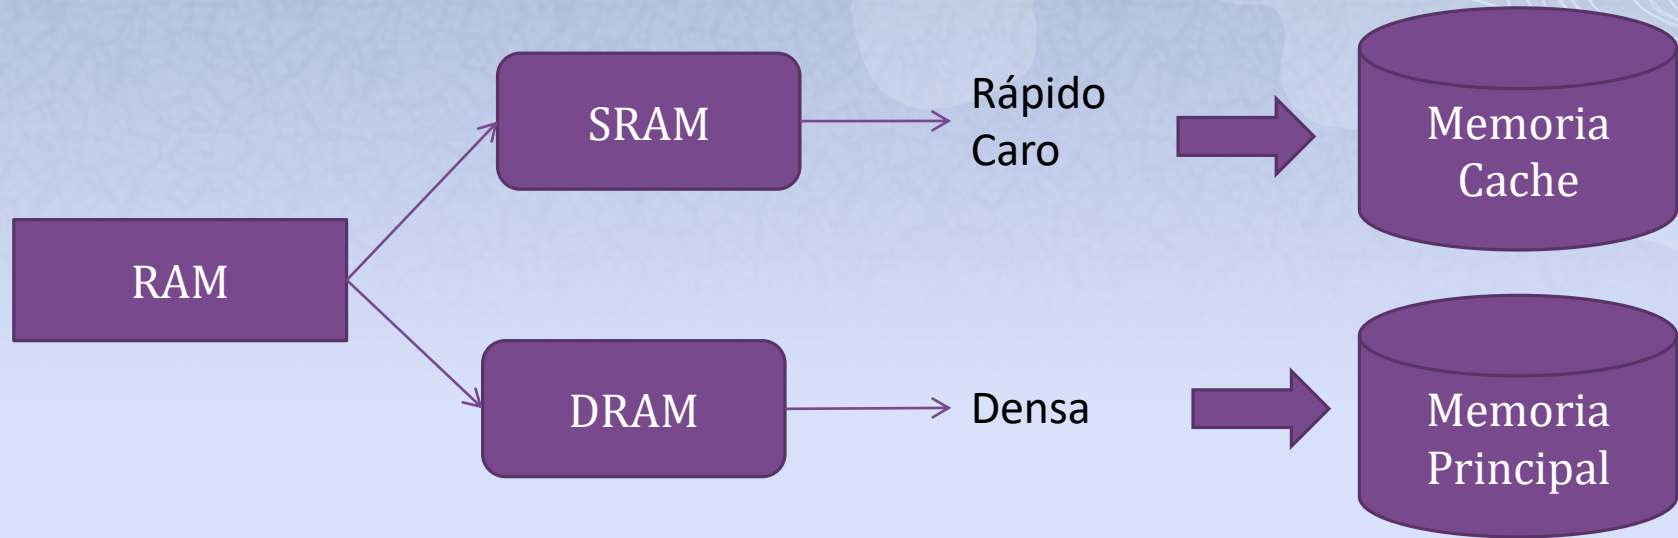 RAM
SRAM
Rápido
Caro
Memoria
Cache
DRAM
Densa
Memoria
Principal